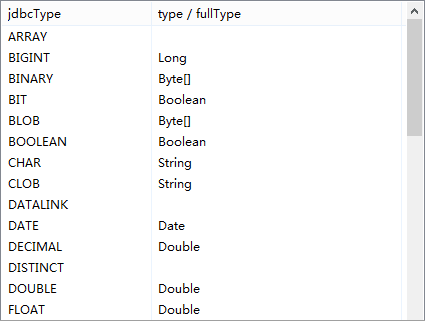 jdbcType type / fullType
ARRAY
BIGINT Long
BINARY Byte[]
BIT Boolean
BLOB Byte[]
BOOLEAN Boolean
CHAR String
CLOB String
DATALINK
DATE Date
DECIMAL Double
DISTINCT
DOUBLE Double
FLOAT Double